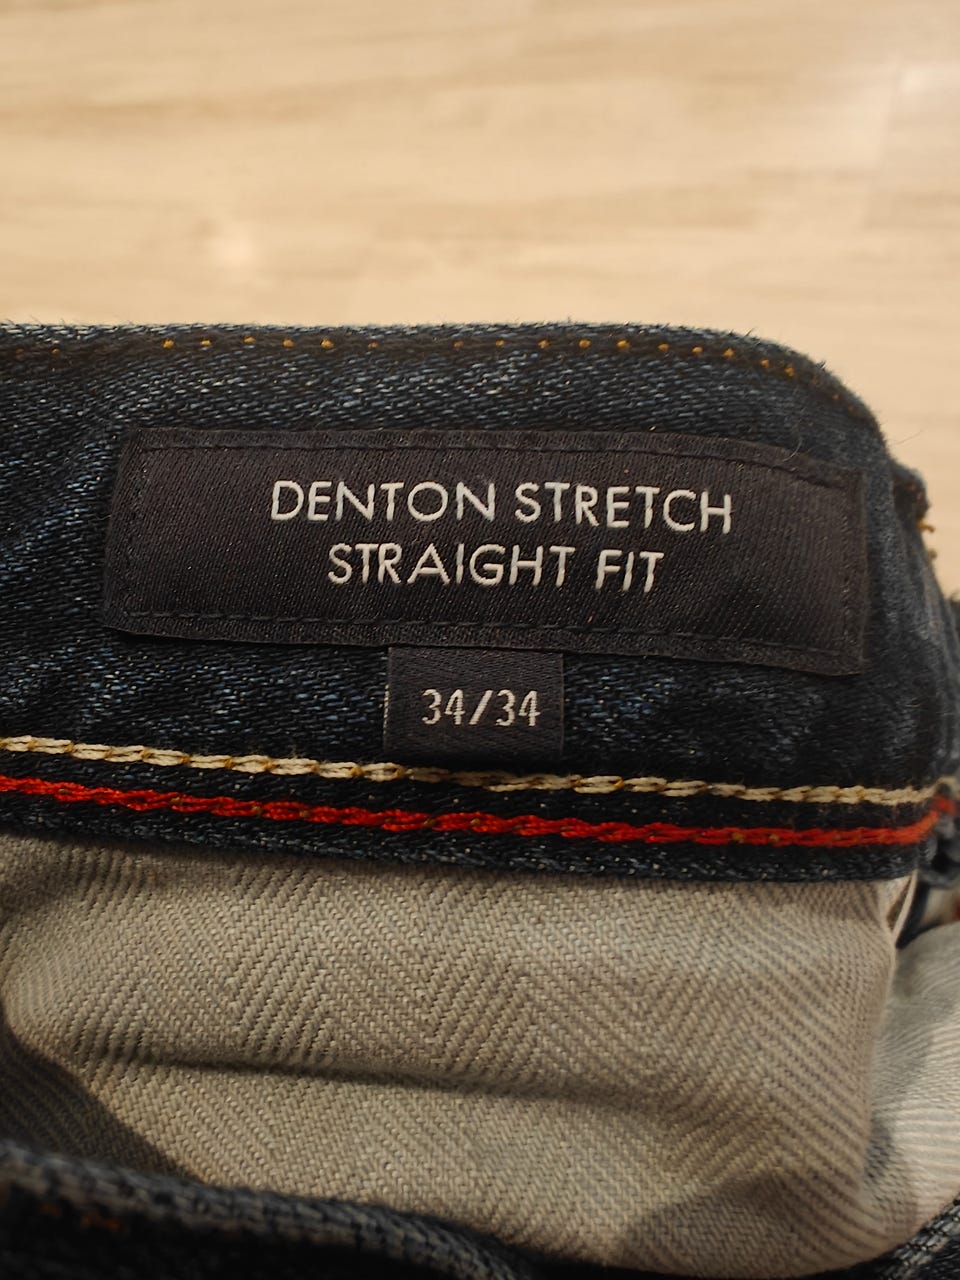 DENTON STRETCH
STRAIGHT FIT
34/34